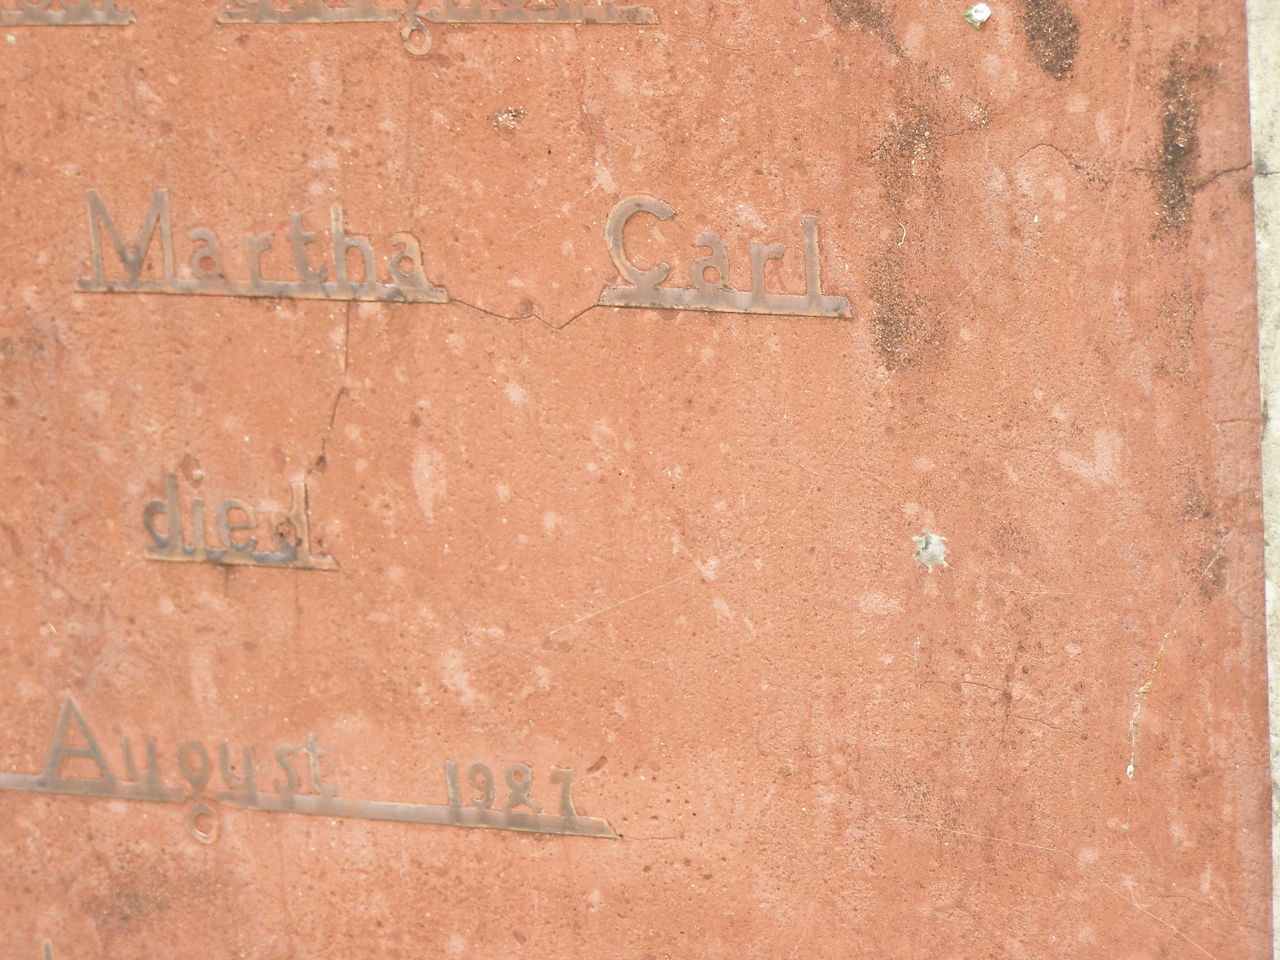 Martha Carl
died
August 1927